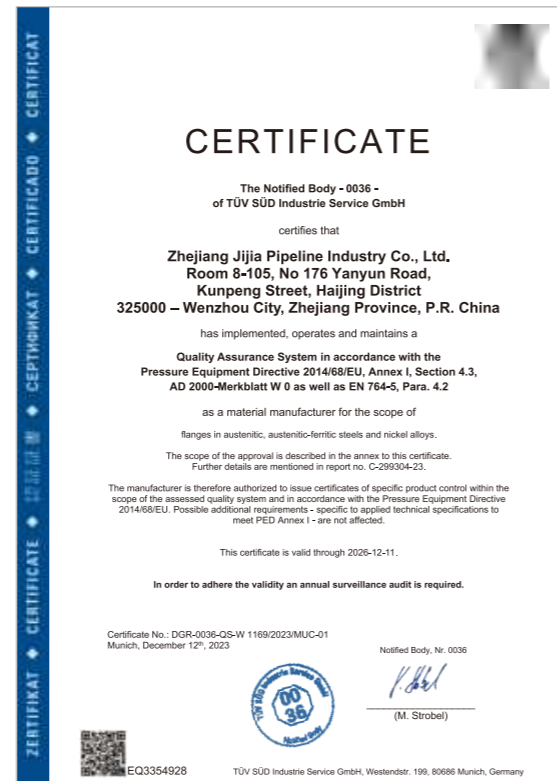 CERTIFICATE
The Notified Body - 0036 -
of TÜV SÜD Industrie Service GmbH
certifies that
Zhejiang Jijia Pipeline Industry Co., Ltd.
Room 8-105, No 176 Yanyun Road,
Kunpeng Street, Haijing District
325000 – Wenzhou City, Zhejiang Province, P.R. China
has implemented, operates and maintains a
Quality Assurance System in accordance with the
Pressure Equipment Directive 2014/68/EU, Annex I, Section 4.3,
AD 2000-Merkblatt W 0 as well as EN 764-5, Para. 4.2
as a material manufacturer for the scope of
flanges in austenitic, austenitic-ferritic steels and nickel alloys.
The scope of the approval is described in the annex to this certificate.
Further details are mentioned in report no. C-299304-23.
The manufacturer is therefore authorized to issue certificates of specific product control within the
scope of the assessed quality system and in accordance with the Pressure Equipment Directive
2014/68/EU. Possible additional requirements - specific to applied technical specifications to
meet PED Annex I - are not affected.
This certificate is valid through 2026-12-11.
In order to adhere the validity an annual surveillance audit is required.
Certificate No.: DGR-0036-QS-W 1169/2023/MUC-01
Munich, December 12th, 2023
Notified Body, Nr. 0036
(M. Strobel)
TÜV SÜD Industrie Service GmbH
00
36
Notified Body
EQ3354928
TÜV SÜD Industrie Service GmbH, Westendstr. 199, 80686 Munich, Germany
ZERTIFIKAT ◆ CERTIFICATE ◆ ◆ СЕРТИФИКАТ ◆ CERTIFICADO ◆ CERTIFICAT